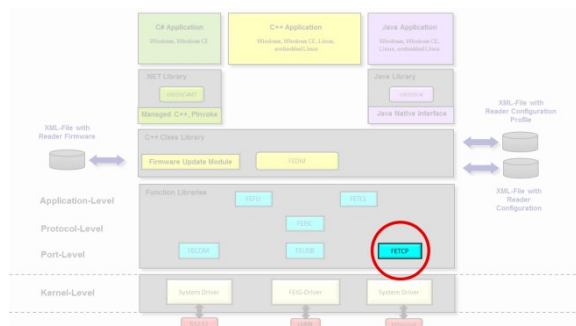 C# Application
Windows, Windows CE
C++ Application
Windows, Windows CE, Linux,
embedded Linux
Java Application
Windows, Windows CE,
Linux, embedded Linux
.NET Library
Managed C++, PInvoke
Java Library
Java Native Interface
XML-File with
Reader Firmware
XML-File with
Reader Configuration
Profile
C++ Class Library
Firmware Update Module
FEDM
XML-File with
Reader
Configuration
Function Libraries
Application-Level
FEFU
FETCL
Protocol-Level
FEISC
Port-Level
FECOM
FEUSB
FETCP
Kernel-Level
System Driver
FEIG-Driver
System Driver